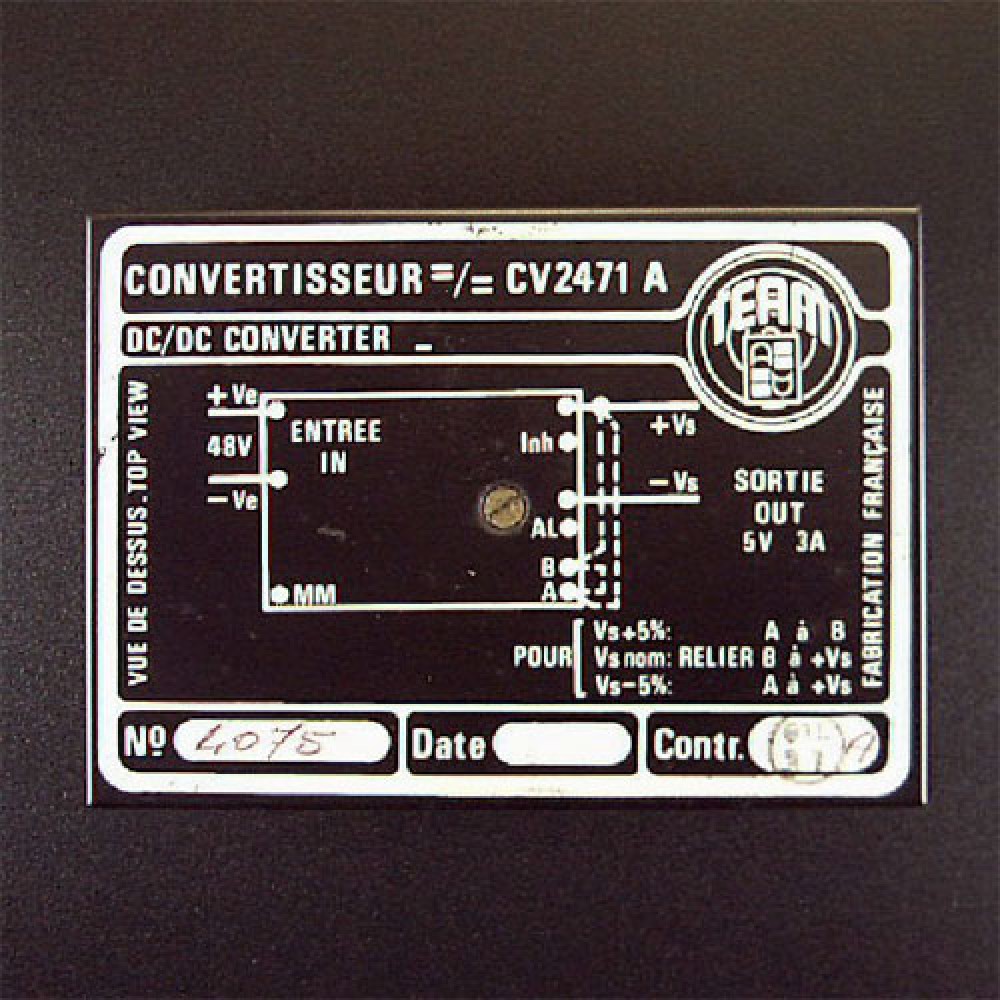 CONVERTISSEUR =/= CV2471 A
DC/DC CONVERTER -
VUE DE DESSUS.TOP VIEW
+ Ve
48V
- Ve
ENTREE
IN
MM
Inh
AL
B
A
+Vs
-Vs
SORTIE
OUT
5V 3A
FABRICATION FRANÇAISE
POUR
Vs+5%: A à B
Vs nom: RELIER B à +Vs
Vs-5%: A à +Vs
Nº 4075
Date
Contr.